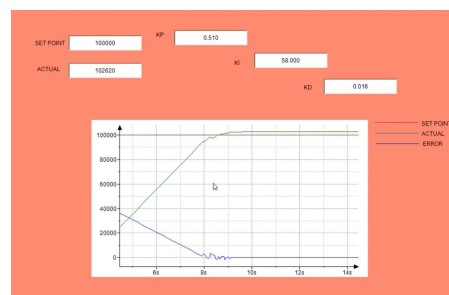 SET POINT 100000
KP 0.510
ACTUAL 102620
KI 58.000
KD 0.016
SET POINT
ACTUAL
ERROR
100000
80000
60000
40000
20000
0
6s 8s 10s 12s 14s